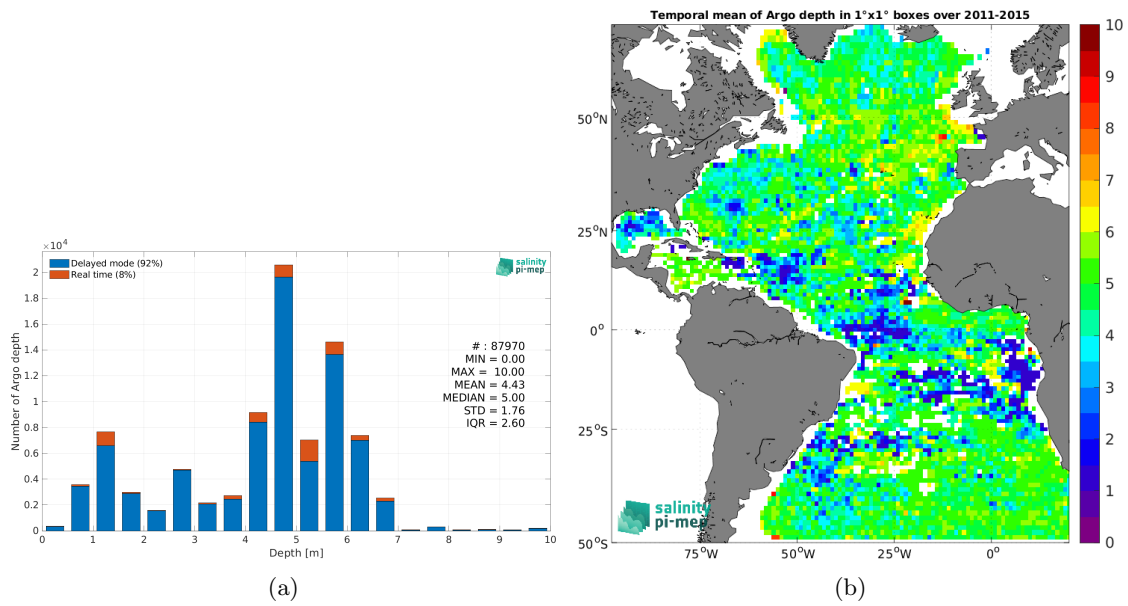 ×10⁴
Delayed mode (92%)
Real time (8%)
salinity
pi-mep
# : 87970
MIN = 0.00
MAX = 10.00
MEAN = 4.43
MEDIAN = 5.00
STD = 1.76
IQR = 2.60
Number of Argo depth
2
1.8
1.6
1.4
1.2
1
0.8
0.6
0.4
0.2
0
0 1 2 3 4 5 6 7 8 9 10
Depth [m]
(a)
Temporal mean of Argo depth in 1°x1° boxes over 2011-2015
50°N
25°N
0°
25°S
50°S
75°W 50°W 25°W 0°
salinity
pi-mep
10
9
8
7
6
5
4
3
2
1
0
(b)